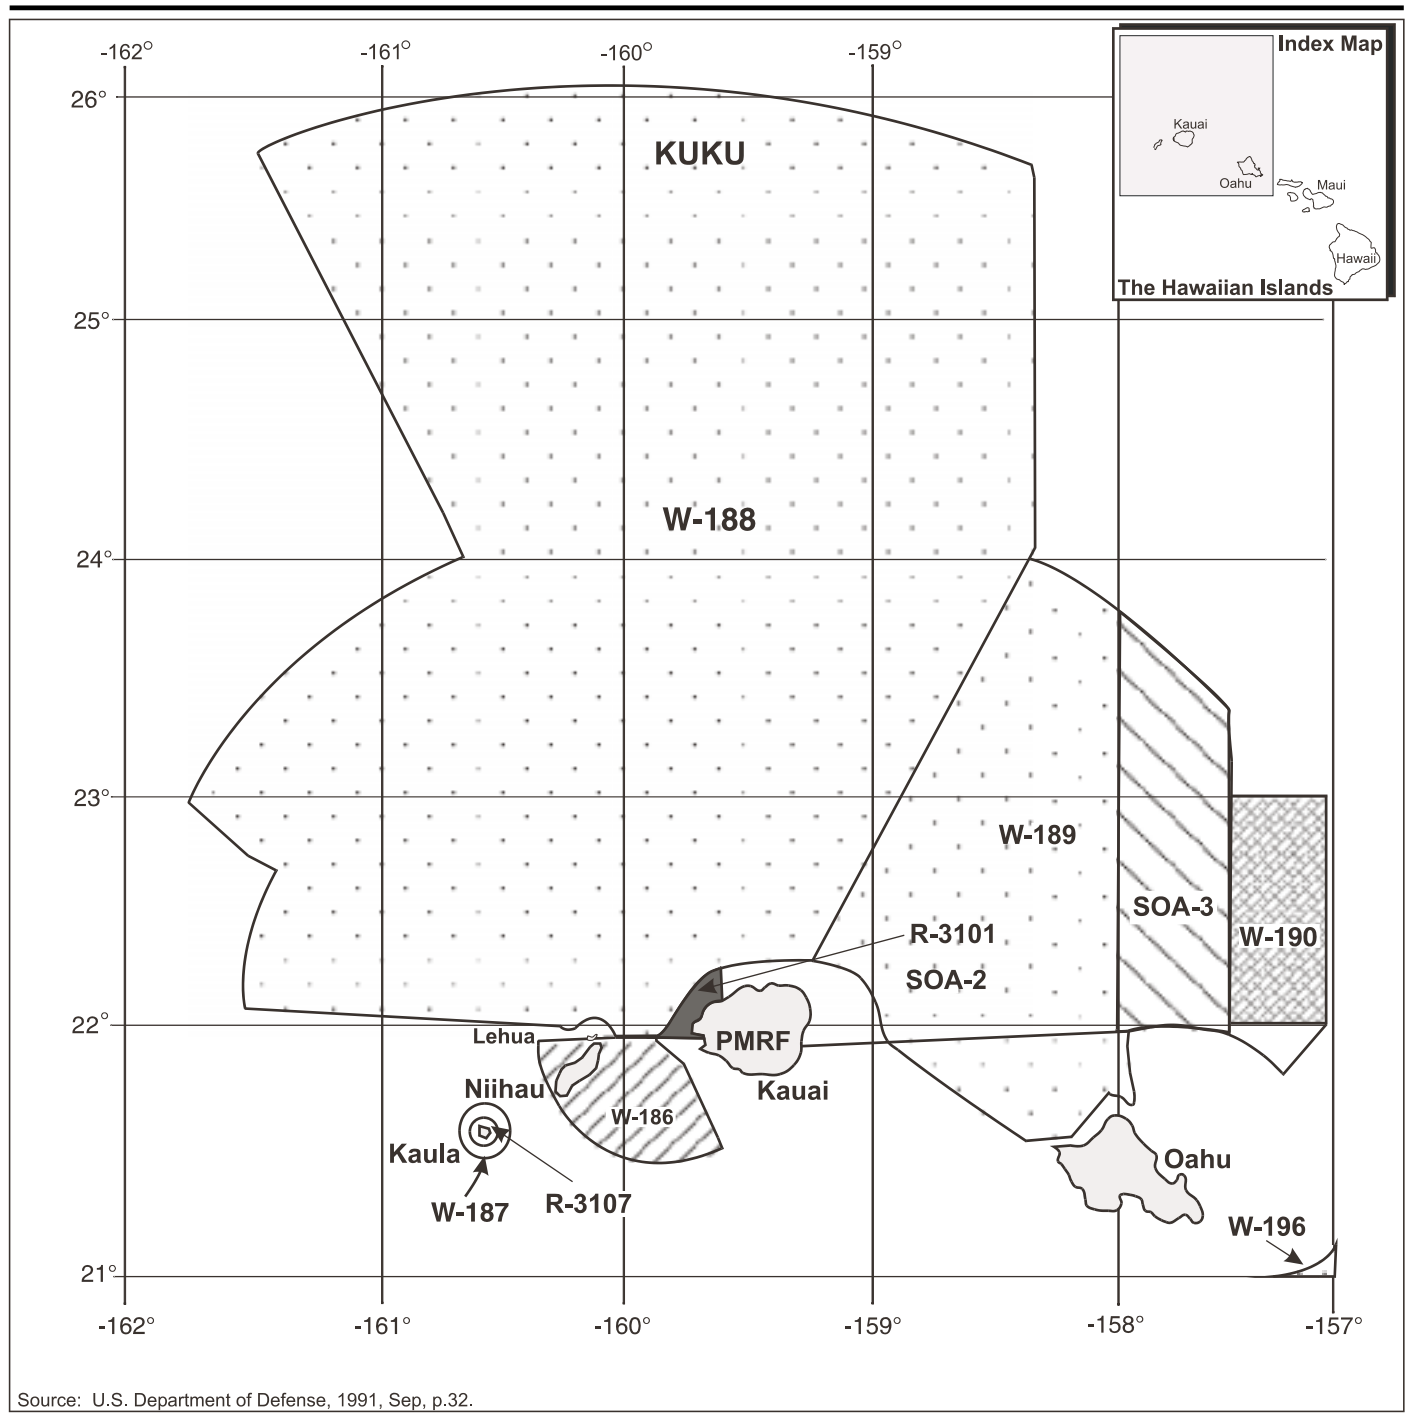 -162°
-161°
-160°
-159°
Index Map
26°
KUKU
Kauai
Oahu
Maui
Hawaii
The Hawaiian Islands
25°
W-188
24°
23°
W-189
SOA-3
R-3101
W-190
SOA-2
22°
Lehua
PMRF
Niihau
Kauai
W-186
Kaula
Oahu
R-3107
W-187
W-196
21°
-162°
-161°
-160°
-159°
-158°
-157°
Source: U.S. Department of Defense, 1991, Sep, p.32.